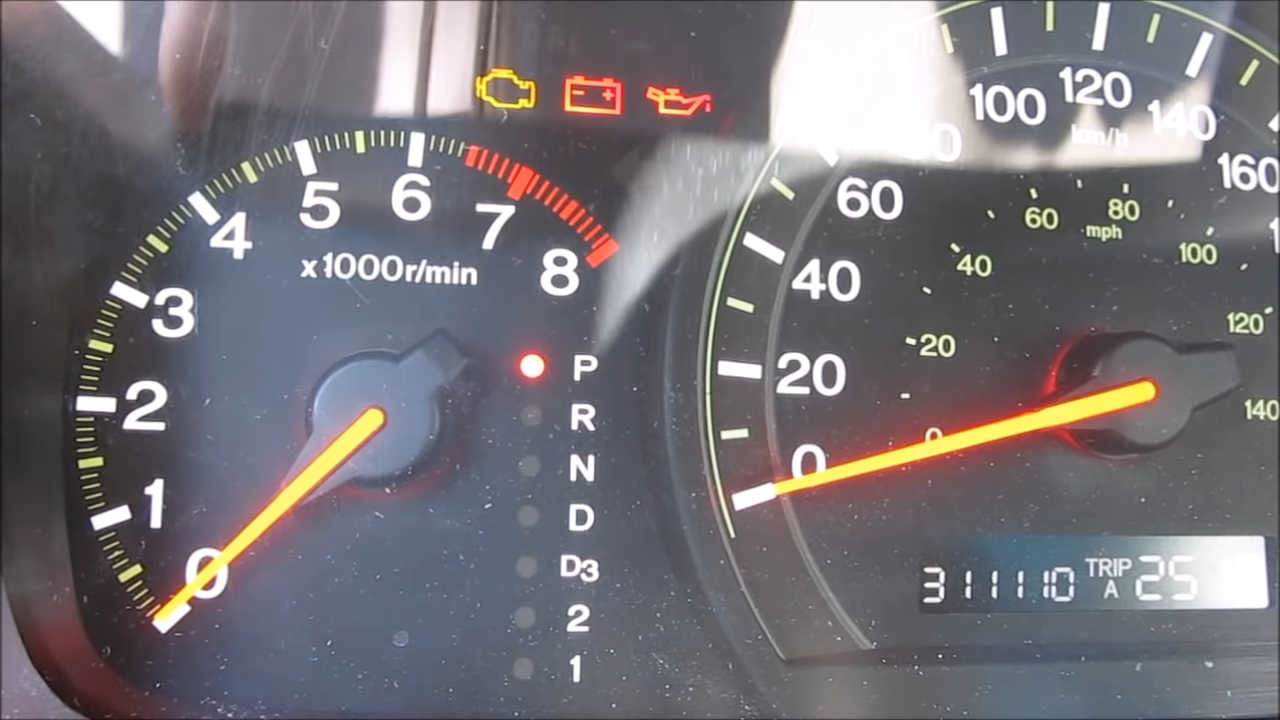 100 120 140 160
km/h
80
60
40
20
0
60 80 100 120 140
mph
40
20
0
5 6 7 8
4
3
2
1
0
x1000r/min
P
R
N
D
D3
2
1
311110 TRIP A 25